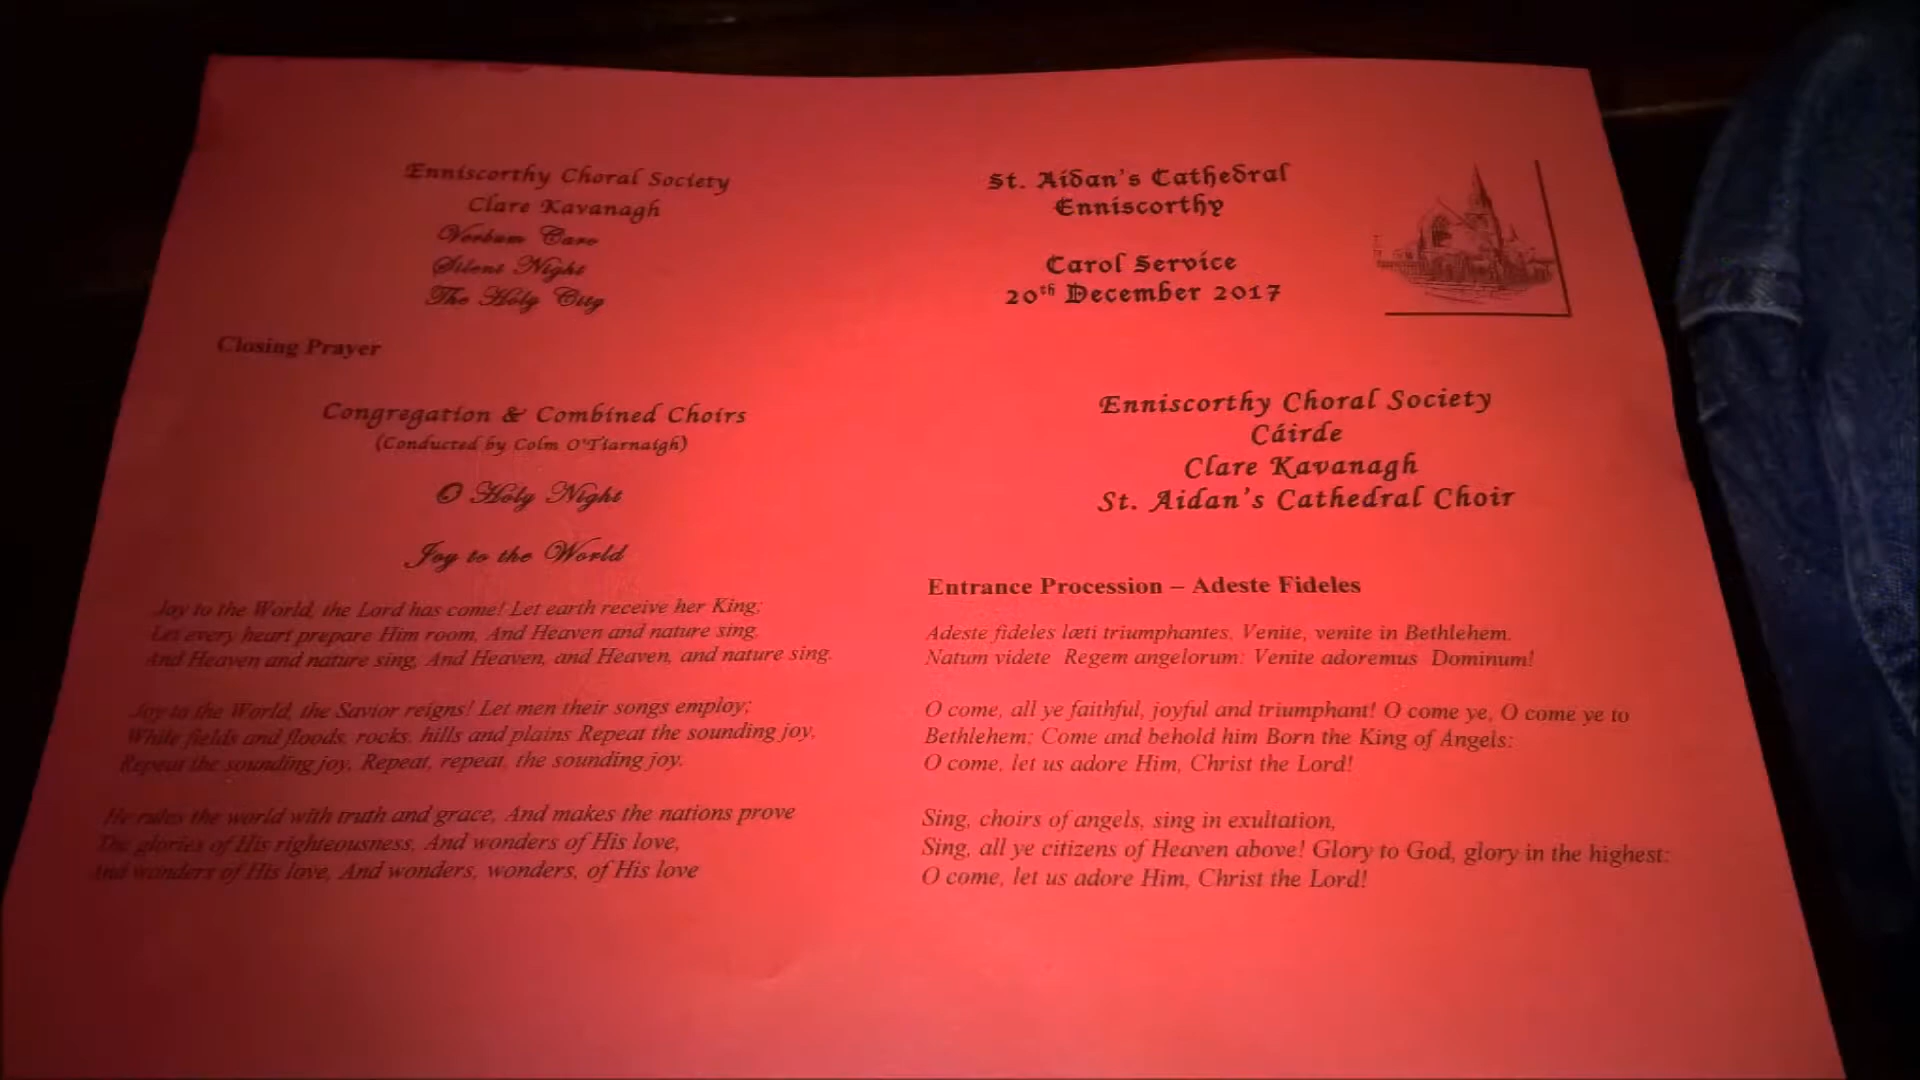 Enniscorthy Choral Society
Clare Kavanagh
Verbum Caro
Silent Night
The Holy City
Closing Prayer
Congregation & Combined Choirs
(Conducted by Colm O'Tiarnaigh)
O Holy Night
Joy to the World
Joy to the World, the Lord has come! Let earth receive her King;
Let every heart prepare Him room, And Heaven and nature sing,
And Heaven and nature sing, And Heaven, and Heaven, and nature sing.
Joy to the World, the Savior reigns! Let men their songs employ;
While fields and floods, rocks, hills and plains Repeat the sounding joy,
Repeat the sounding joy, Repeat, repeat, the sounding joy.
He rules the world with truth and grace, And makes the nations prove
The glories of His righteousness, And wonders of His love,
And wonders of His love, And wonders, wonders, of His love
St. Aidan's Cathedral
Enniscorthy
Carol Service
20th December 2017
Enniscorthy Choral Society
Cáirde
Clare Kavanagh
St. Aidan's Cathedral Choir
Entrance Procession – Adeste Fideles
Adeste fideles læti triumphantes, Venite, venite in Bethlehem.
Natum videte Regem angelorum: Venite adoremus Dominum!
O come, all ye faithful, joyful and triumphant! O come ye, O come ye to
Bethlehem; Come and behold him Born the King of Angels:
O come, let us adore Him, Christ the Lord!
Sing, choirs of angels, sing in exultation,
Sing, all ye citizens of Heaven above! Glory to God, glory in the highest:
O come, let us adore Him, Christ the Lord!